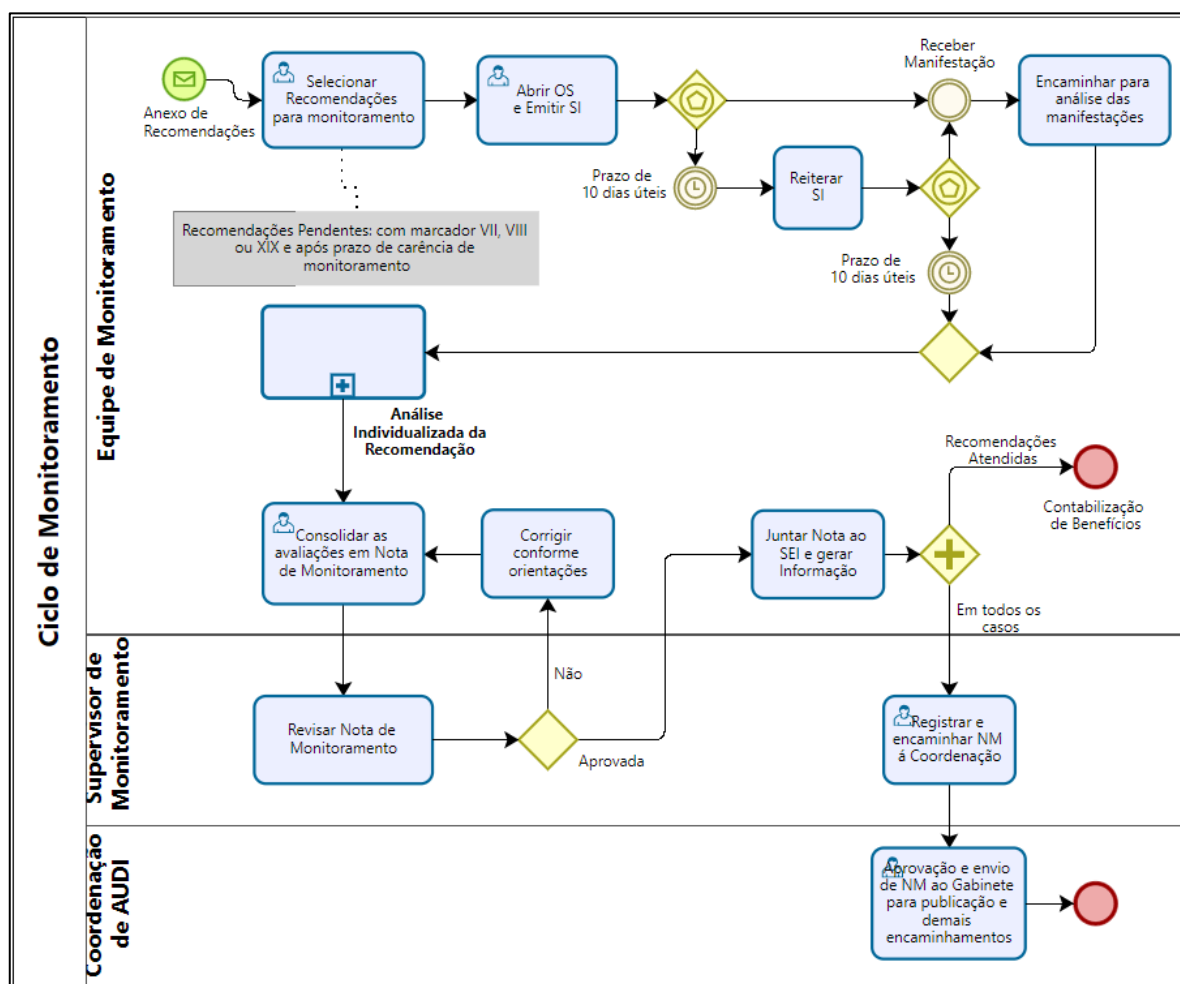 Ciclo de Monitoramento
Equipe de Monitoramento
Anexo de
Recomendações
Selecionar
Recomendações
para monitoramento
Abrir OS
e Emitir SI
Receber
Manifestação
Encaminhar para
análise das
manifestações
Prazo de
10 dias úteis
Reiterar
SI
Recomendações Pendentes: com marcador VII, VIII
ou XIX e após prazo de carência de
monitoramento
Prazo de
10 dias úteis
Análise
Individualizada da
Recomendação
Recomendações
Atendidas
Contabilização
de Benefícios
Consolidar as
avaliações em Nota
de Monitoramento
Corrigir
conforme
orientações
Juntar Nota ao
SEI e gerar
Informação
Em todos os
casos
Supervisor de
Monitoramento
Revisar Nota de
Monitoramento
Não
Aprovada
Registrar e
encaminhar NM
á Coordenação
Coordenação
de AUDI
Aprovação e envio
de NM ao Gabinete
para publicação e
demais
encaminhamentos